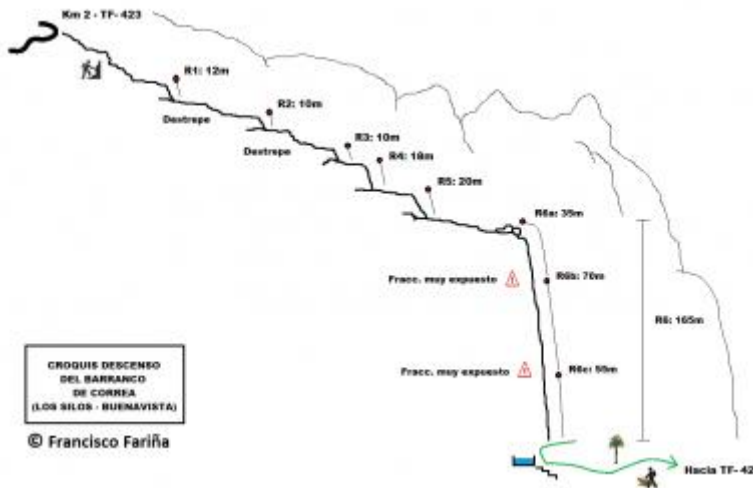 Km 2 - TF- 423
R1: 12m
R2: 10m
Destrepe
R3: 10m
Destrepe
R4: 18m
R5: 20m
R6a: 35m
Fracc. muy expuesto
R6b: 70m
R6: 165m
Fracc. muy expuesto
R6c: 55m
CROQUIS DESCENSO
DEL BARRANCO
DE CORREA
(LOS SILOS - BUENAVISTA)
© Francisco Fariña
Hacia TF- 42